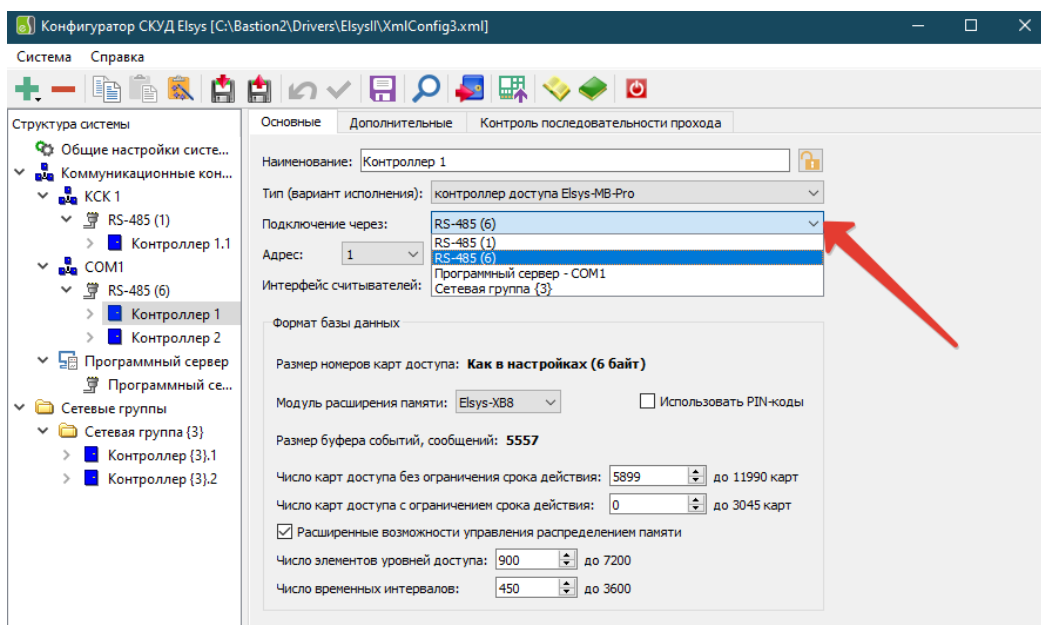 Конфигуратор СКУД Elsys [C:\Bastion2\Drivers\ElsysII\XmlConfig3.xml]
Система Справка
Структура системы
Общие настройки систе...
Коммуникационные кон...
КСК 1
RS-485 (1)
Контроллер 1.1
COM1
RS-485 (6)
Контроллер 1
Контроллер 2
Программный сервер
Программный се...
Сетевые группы
Сетевая группа {3}
Контроллер {3}.1
Контроллер {3}.2
Основные Дополнительные Контроль последовательности прохода
Наименование: Контроллер 1
Тип (вариант исполнения): контроллер доступа Elsys-MB-Pro
Подключение через: RS-485 (6)
RS-485 (1)
RS-485 (6)
Программный сервер - COM1
Сетевая группа {3}
Адрес: 1
Интерфейс считывателей:
Формат базы данных
Размер номеров карт доступа: Как в настройках (6 байт)
Модуль расширения памяти: Elsys-XB8 Использовать PIN-коды
Размер буфера событий, сообщений: 5557
Число карт доступа без ограничения срока действия: 5899 до 11990 карт
Число карт доступа с ограничением срока действия: 0 до 3045 карт
Расширенные возможности управления распределением памяти
Число элементов уровней доступа: 900 до 7200
Число временных интервалов: 450 до 3600